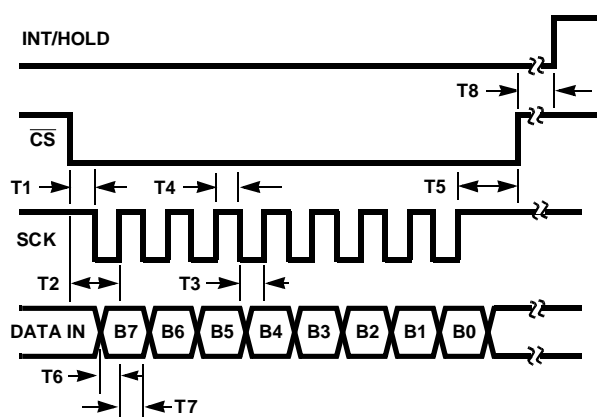 INT/HOLD
T8
CS
T1
T4
T5
SCK
T2
T3
DATA IN B7 B6 B5 B4 B3 B2 B1 B0
T6
T7